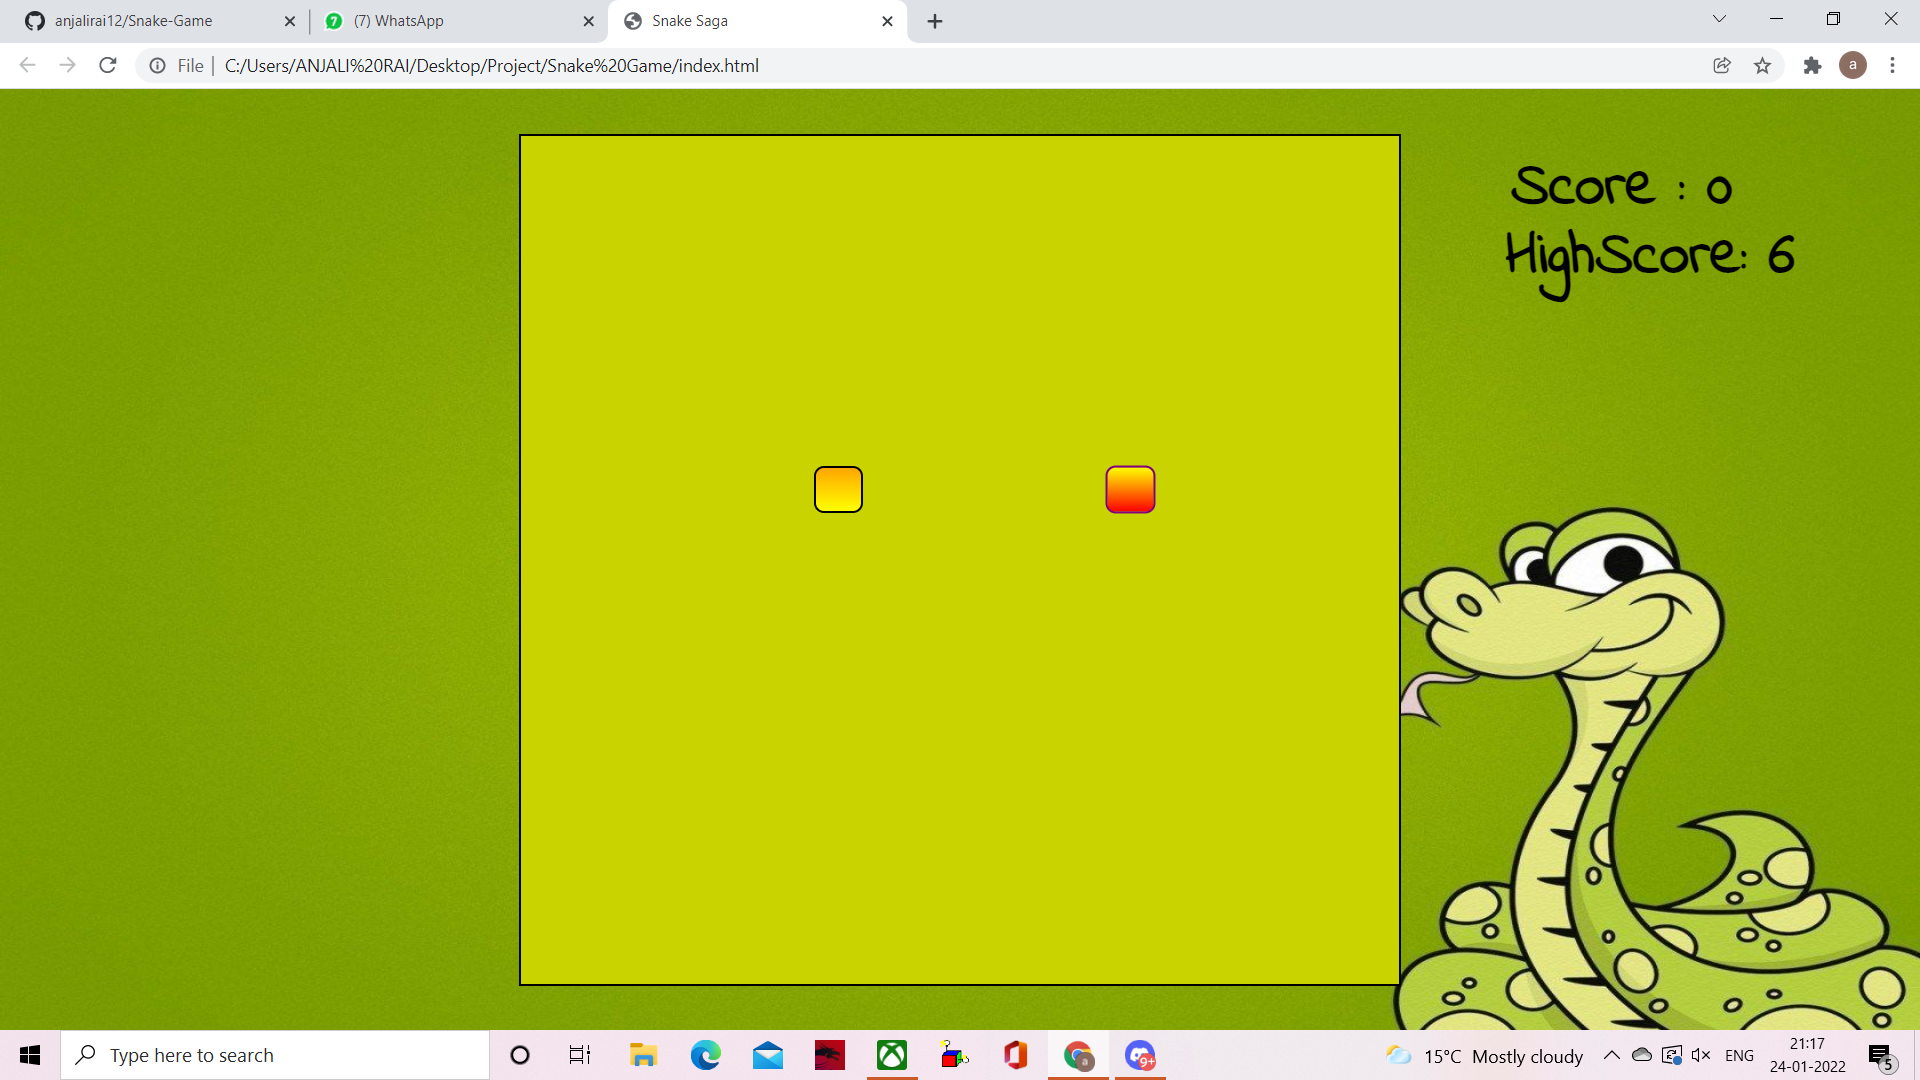 anjalirai12/Snake-Game
(7) WhatsApp
Snake Saga
File
C:/Users/ANJALI%20RAI/Desktop/Project/Snake%20Game/index.html
a
Score : 0
HighScore: 6
Type here to search
a
9+
15°C Mostly cloudy
ENG
21:17
24-01-2022
5